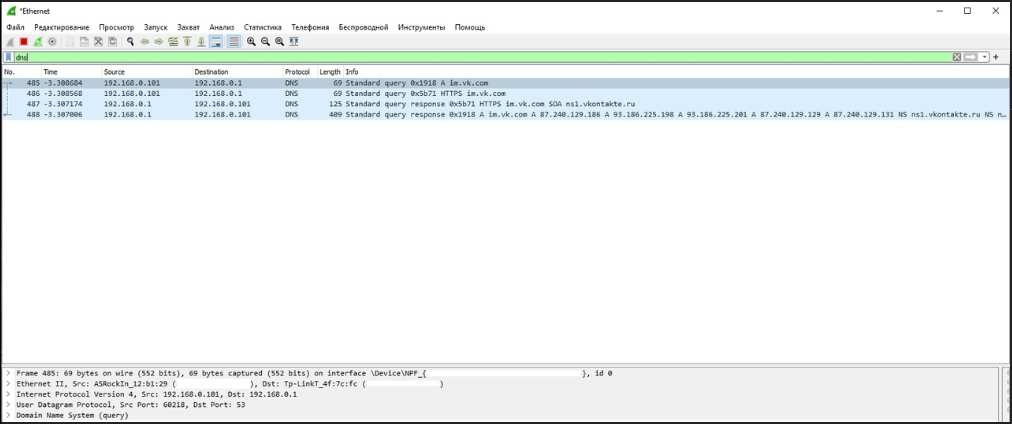 *Ethernet
Файл Редактирование Просмотр Запуск Захват Анализ Статистика Телефония Беспроводной Инструменты Помощь
dns
No. Time Source Destination Protocol Length Info
485 -3.308684 192.168.0.101 192.168.0.1 DNS 69 Standard query 0x1918 A im.vk.com
486 -3.308568 192.168.0.101 192.168.0.1 DNS 69 Standard query 0x5b71 HTTPS im.vk.com
487 -3.307174 192.168.0.1 192.168.0.101 DNS 125 Standard query response 0x5b71 HTTPS im.vk.com SOA ns1.vkontakte.ru
488 -3.307006 192.168.0.1 192.168.0.101 DNS 409 Standard query response 0x1918 A im.vk.com A 87.240.129.186 A 93.186.225.198 A 93.186.225.201 A 87.240.129.129 A 87.240.129.131 NS ns1.vkontakte.ru NS n…
Frame 485: 69 bytes on wire (552 bits), 69 bytes captured (552 bits) on interface \Device\NPF_{ }, id 0
Ethernet II, Src: ASRockIn_12:b1:29 ( ), Dst: Tp-LinkT_4f:7c:fc ( )
Internet Protocol Version 4, Src: 192.168.0.101, Dst: 192.168.0.1
User Datagram Protocol, Src Port: 60218, Dst Port: 53
Domain Name System (query)